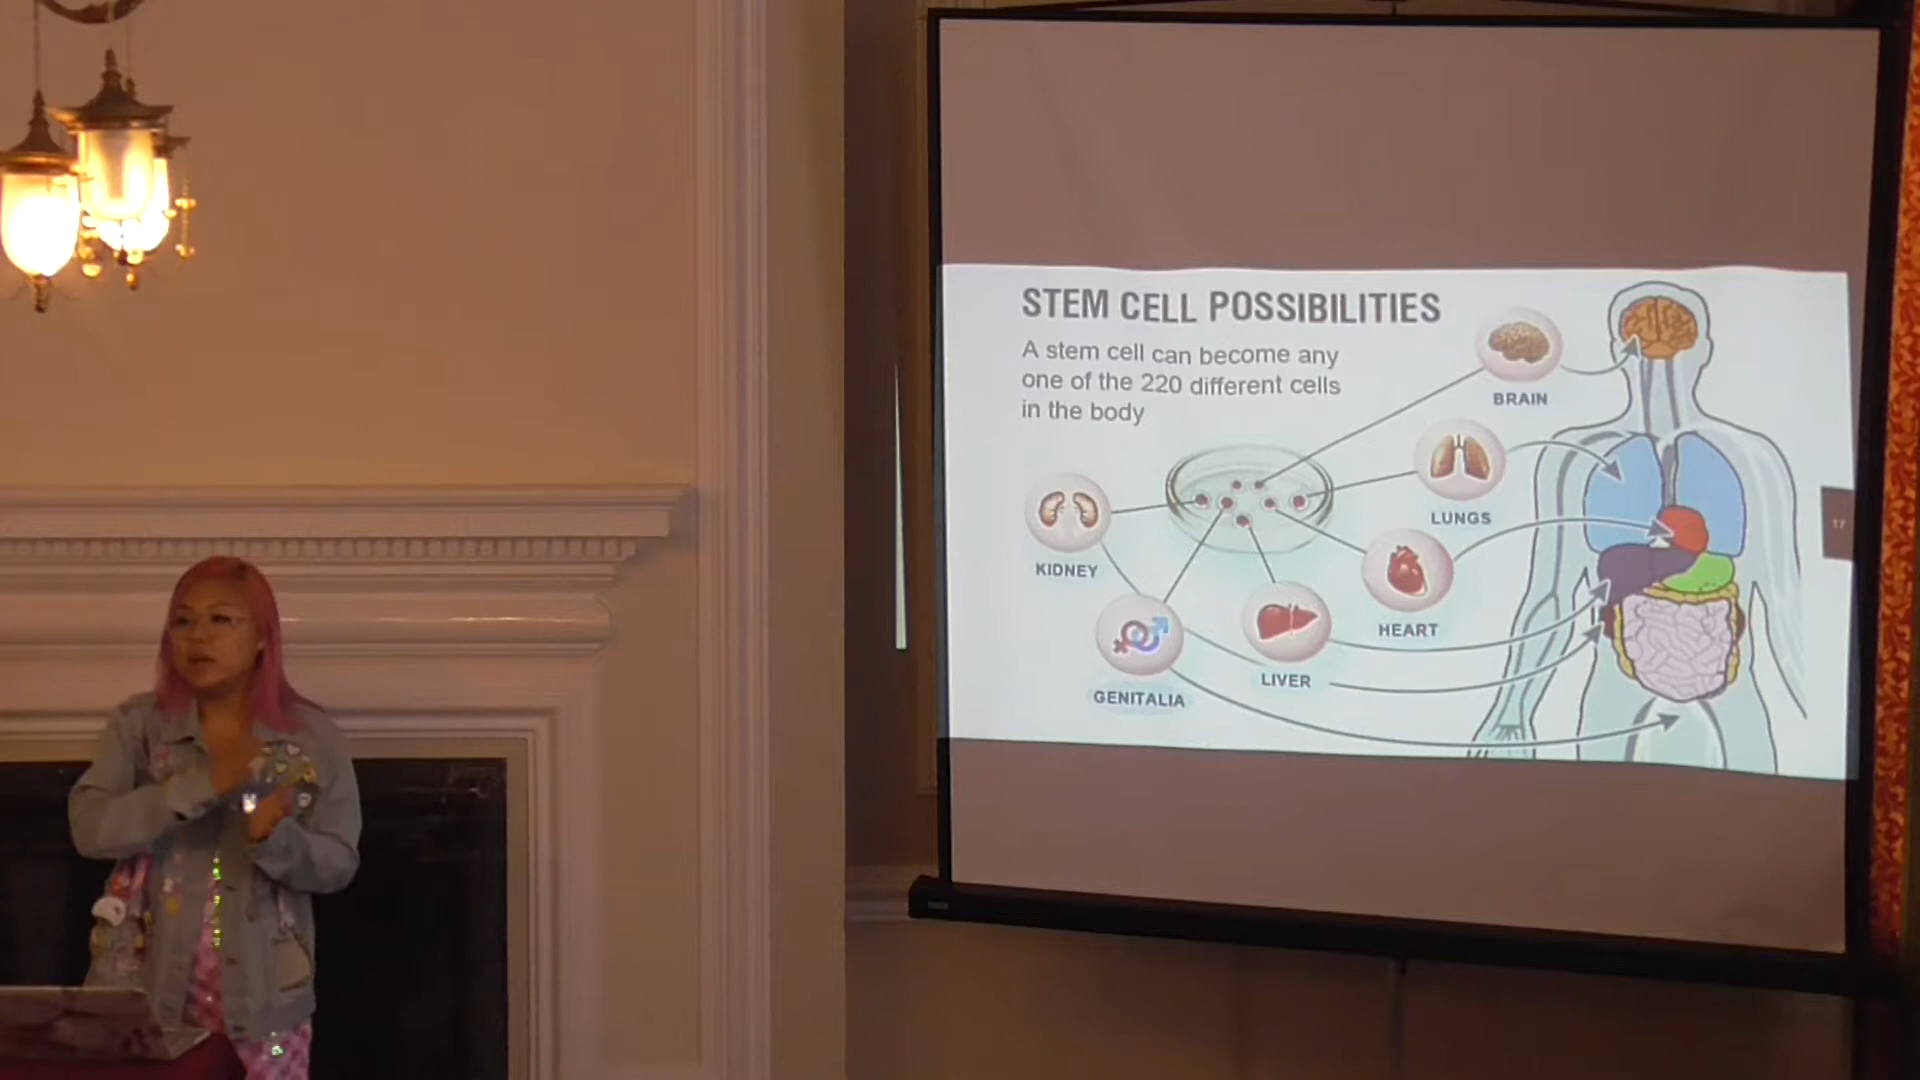 STEM CELL POSSIBILITIES
A stem cell can become any
one of the 220 different cells
in the body
BRAIN
LUNGS
17
KIDNEY
HEART
LIVER
GENITALIA